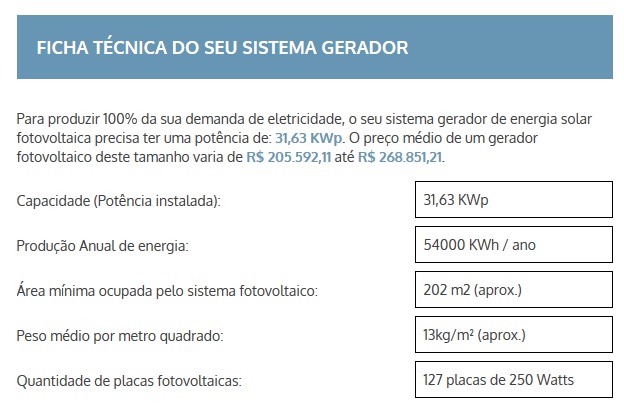 FICHA TÉCNICA DO SEU SISTEMA GERADOR
Para produzir 100% da sua demanda de eletricidade, o seu sistema gerador de energia solar
fotovoltaica precisa ter uma potência de: 31,63 KWp. O preço médio de um gerador
fotovoltaico deste tamanho varia de R$ 205.592,11 até R$ 268.851,21.
Capacidade (Potência instalada): 31,63 KWp
Produção Anual de energia: 54000 KWh / ano
Área mínima ocupada pelo sistema fotovoltaico: 202 m2 (aprox.)
Peso médio por metro quadrado: 13kg/m² (aprox.)
Quantidade de placas fotovoltaicas: 127 placas de 250 Watts